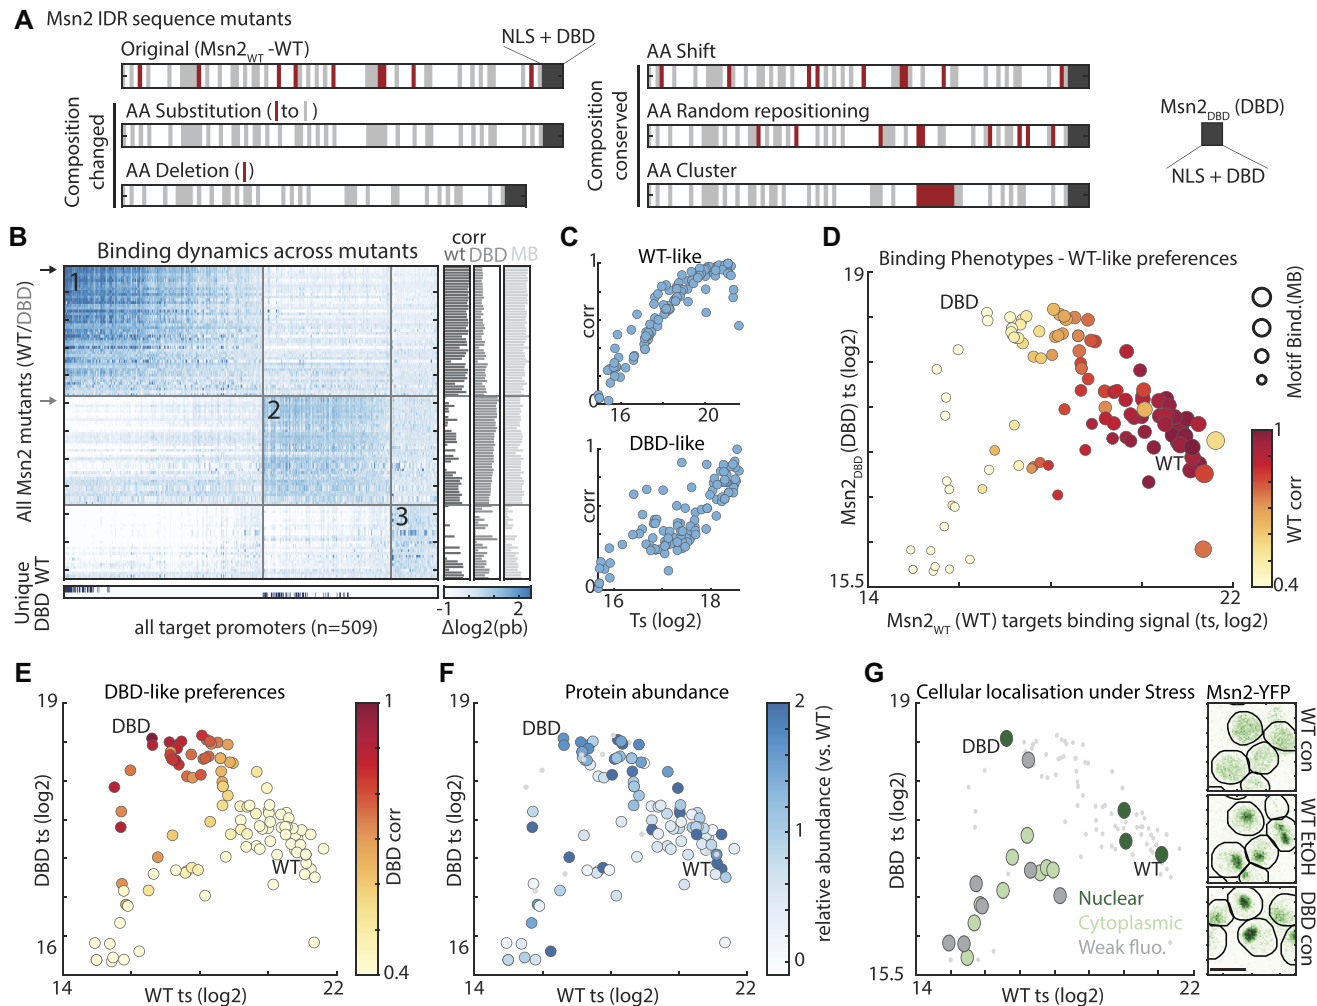 A Msn2 IDR sequence mutants
Original (Msn2WT -WT)
NLS + DBD
Composition changed
AA Substitution ( to )
AA Deletion ( )
Composition conserved
AA Shift
AA Random repositioning
AA Cluster
Msn2DBD (DBD)
NLS + DBD
B
Binding dynamics across mutants
corr
wt DBD MB
All Msn2 mutants (WT/DBD)
1
2
3
Unique
DBD WT
all target promoters (n=509)
-1 2
Δlog2(pb)
C
WT-like
corr
1
0
16 20
DBD-like
corr
1
0
16 18
Ts (log2)
D
Binding Phenotypes - WT-like preferences
19
15.5
Msn2DBD (DBD) ts (log2)
DBD
WT
14 22
Msn2WT (WT) targets binding signal (ts, log2)
Motif Bind.(MB)
1
0.4
WT corr
E
DBD-like preferences
19
16
DBD ts (log2)
DBD
WT
14 22
WT ts (log2)
1
0.4
DBD corr
F
Protein abundance
19
16
DBD ts (log2)
DBD
WT
14 22
WT ts (log2)
2
1
0
relative abundance (vs. WT)
G
Cellular localisation under Stress
19
15.5
DBD ts (log2)
DBD
WT
Nuclear
Cytoplasmic
Weak fluo.
14 22
WT ts (log2)
Msn2-YFP
WT con
WT EtOH
DBD con